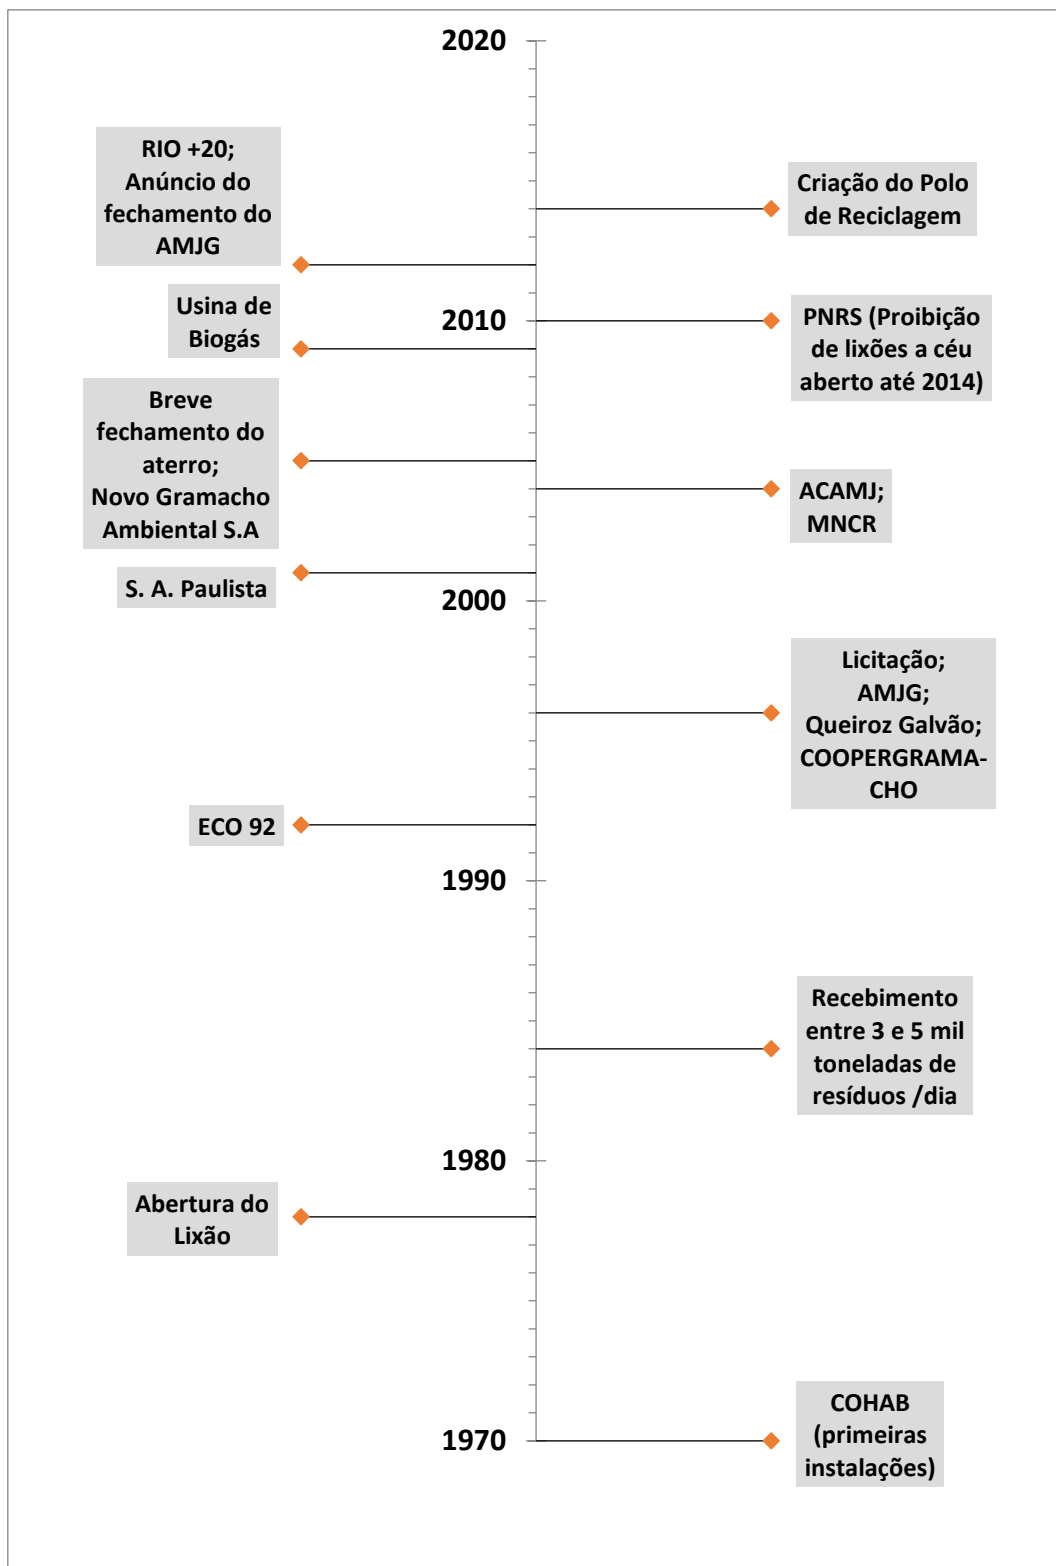 2020
RIO +20;
Anúncio do
fechamento do
AMJG
Criação do Polo
de Reciclagem
Usina de
Biogás
2010
PNRS (Proibição
de lixões a céu
aberto até 2014)
Breve
fechamento do
aterro;
Novo Gramacho
Ambiental S.A
ACAMJ;
MNCR
S. A. Paulista
2000
Licitação;
AMJG;
Queiroz Galvão;
COOPERGRAMA-
CHO
ECO 92
1990
Recebimento
entre 3 e 5 mil
toneladas de
resíduos /dia
1980
Abertura do
Lixão
COHAB
(primeiras
instalações)
1970